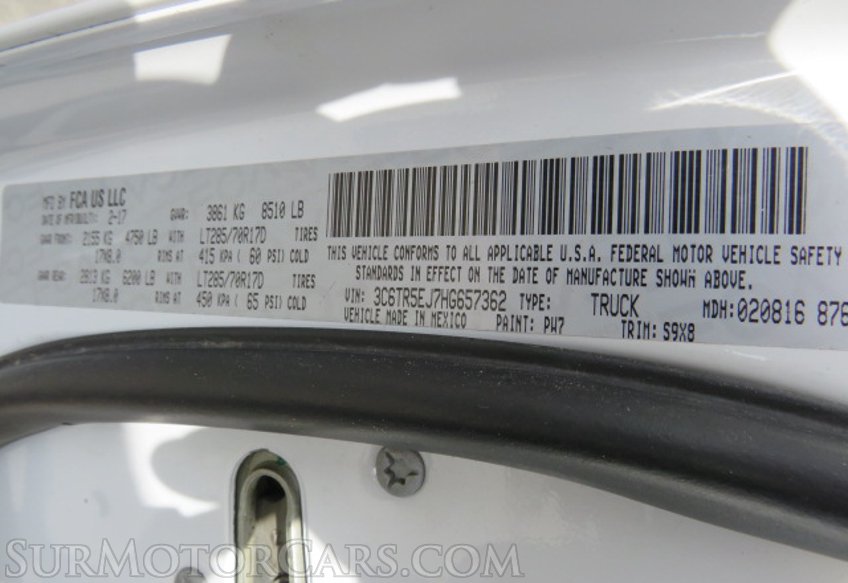 MFD BY FCA US LLC
DATE OF MFR(BUILT): 2-17 GVWR: 3861 KG 8510 LB
GAWR FRONT: 2155 KG 4750 LB WITH LT285/70R17D TIRES
17X8.0 RIMS AT 415 KPA ( 60 PSI) COLD
GAWR REAR: 2813 KG 6200 LB WITH LT285/70R17D TIRES
17X8.0 RIMS AT 450 KPA ( 65 PSI) COLD
THIS VEHICLE CONFORMS TO ALL APPLICABLE U.S.A. FEDERAL MOTOR VEHICLE SAFETY
STANDARDS IN EFFECT ON THE DATE OF MANUFACTURE SHOWN ABOVE.
VIN: 3C6TR5EJ7HG657362 TYPE: TRUCK MDH:020816 876
VEHICLE MADE IN MEXICO PAINT: PW7 TRIM: S9X8
SURMOTORCARS.COM
SURMOTORCARS.COM